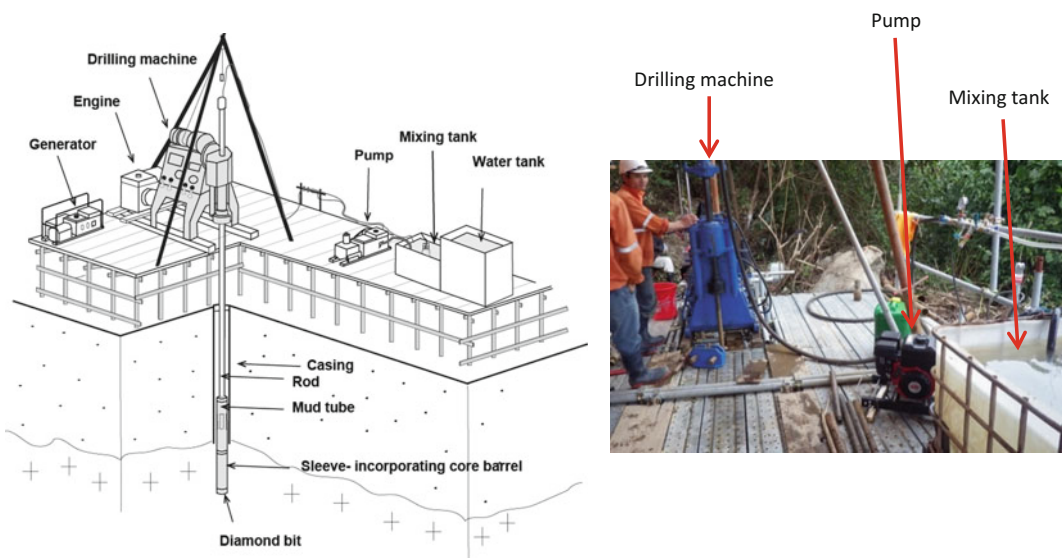 Drilling machine
Engine
Generator
Pump
Mixing tank
Water tank
Casing
Rod
Mud tube
Sleeve- incorporating core barrel
Diamond bit
Pump
Drilling machine
Mixing tank